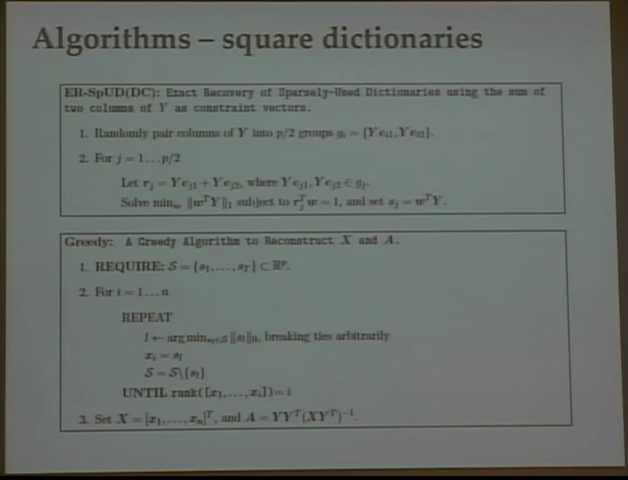 Algorithms – square dictionaries
ER-SpUD(DC): Exact Recovery of Sparsely-Used Dictionaries using the sum of
two columns of Y as constraint vectors.
1. Randomly pair columns of Y into p/2 groups g_j = {Ye_{j1}, Ye_{j2}}.
2. For j = 1...p/2
Let r_j = Ye_{j1} + Ye_{j2}, where Ye_{j1}, Ye_{j2} ∈ g_j.
Solve min_w ‖w^T Y‖_1 subject to r_j^T w = 1, and set s_j = w^T Y.
Greedy: A Greedy Algorithm to Reconstruct X and A.
1. REQUIRE: S = {s_1, ..., s_T} ⊂ ℝ^p.
2. For i = 1...n
REPEAT
l ← arg min_{s_l∈S} ‖s_l‖_0, breaking ties arbitrarily
x_i = s_l
S = S\{s_l}
UNTIL rank([x_1, ..., x_i]) = i
3. Set X = [x_1, ..., x_n]^T, and A = YY^T(XY^T)^{-1}.